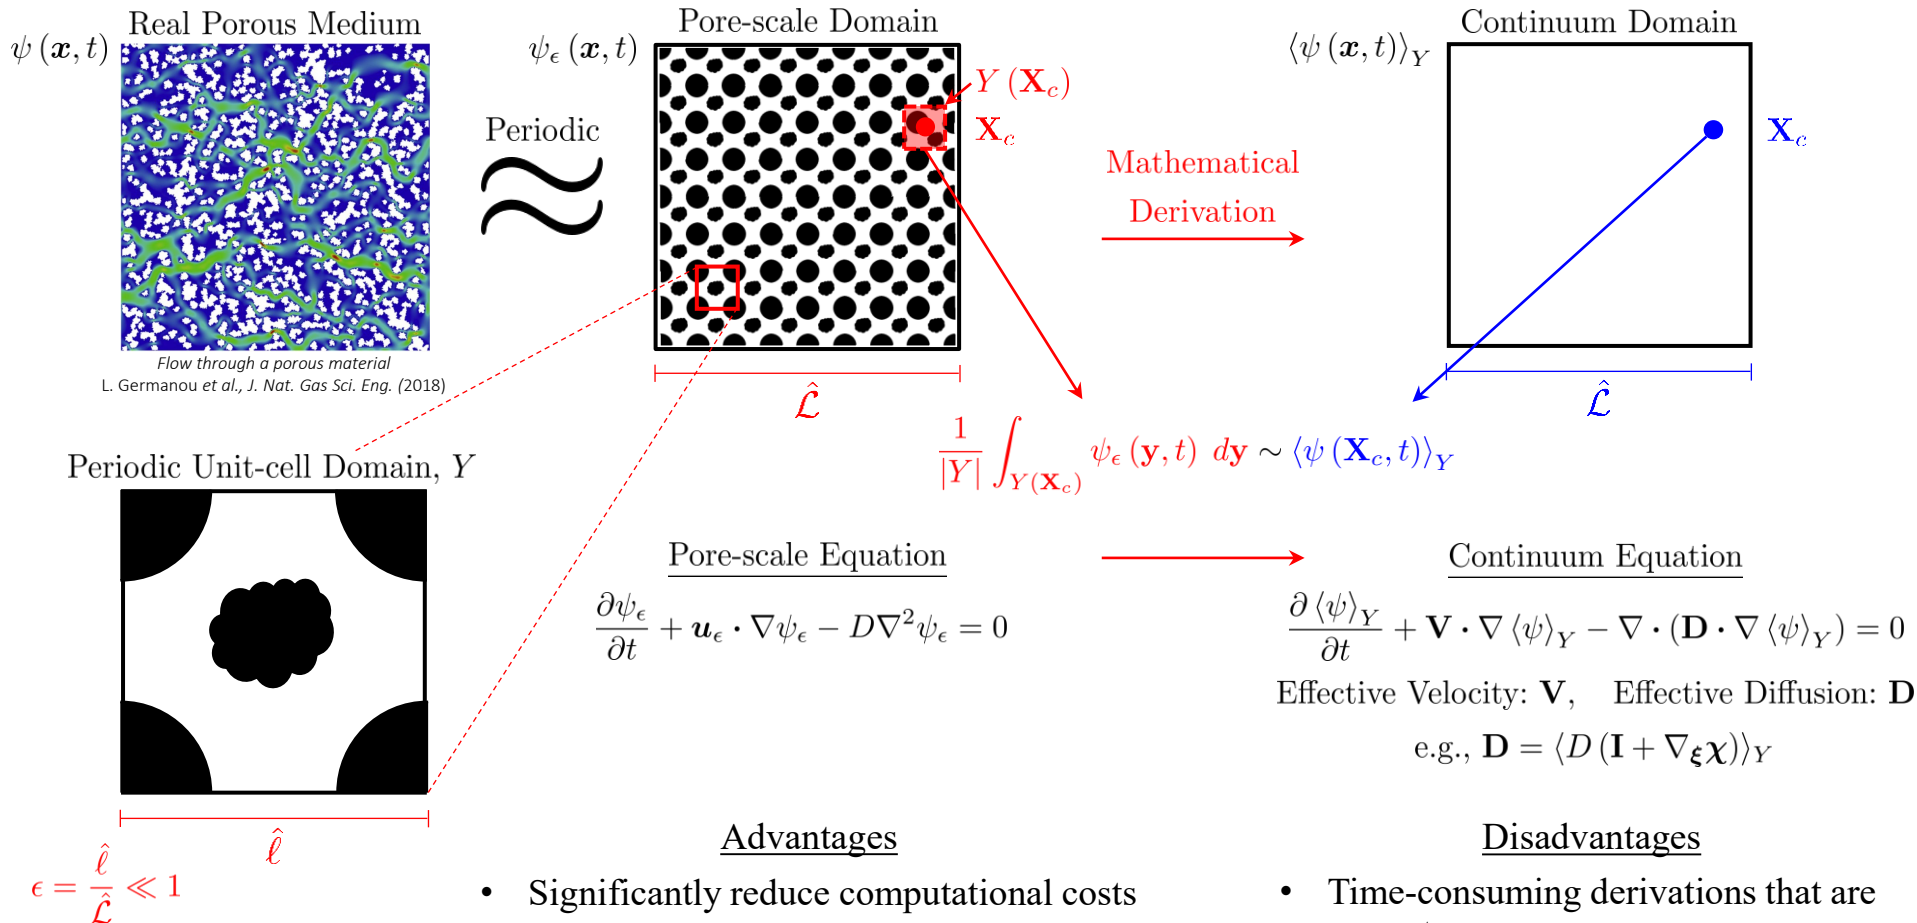 Real Porous Medium
ψ (x, t)
Flow through a porous material
L. Germanou et al., J. Nat. Gas Sci. Eng. (2018)
Periodic
≈
Pore-scale Domain
ψ_ϵ (x, t)
Y (X_c)
X_c
ℒ̂
Mathematical
Derivation
Continuum Domain
⟨ψ (x, t)⟩_Y
X_c
ℒ̂
1/|Y| ∫_{Y(X_c)} ψ_ϵ (y, t) dy ∼ ⟨ψ (X_c, t)⟩_Y
Periodic Unit-cell Domain, Y
ℓ̂
ϵ = ℓ̂/ℒ̂ ≪ 1
Pore-scale Equation
∂ψ_ϵ/∂t + u_ϵ · ∇ψ_ϵ − D∇²ψ_ϵ = 0
Continuum Equation
∂⟨ψ⟩_Y/∂t + V · ∇⟨ψ⟩_Y − ∇ · (D · ∇⟨ψ⟩_Y) = 0
Effective Velocity: V, Effective Diffusion: D
e.g., D = ⟨D (I + ∇_ξ χ)⟩_Y
Advantages
• Significantly reduce computational costs
Disadvantages
• Time-consuming derivations that are